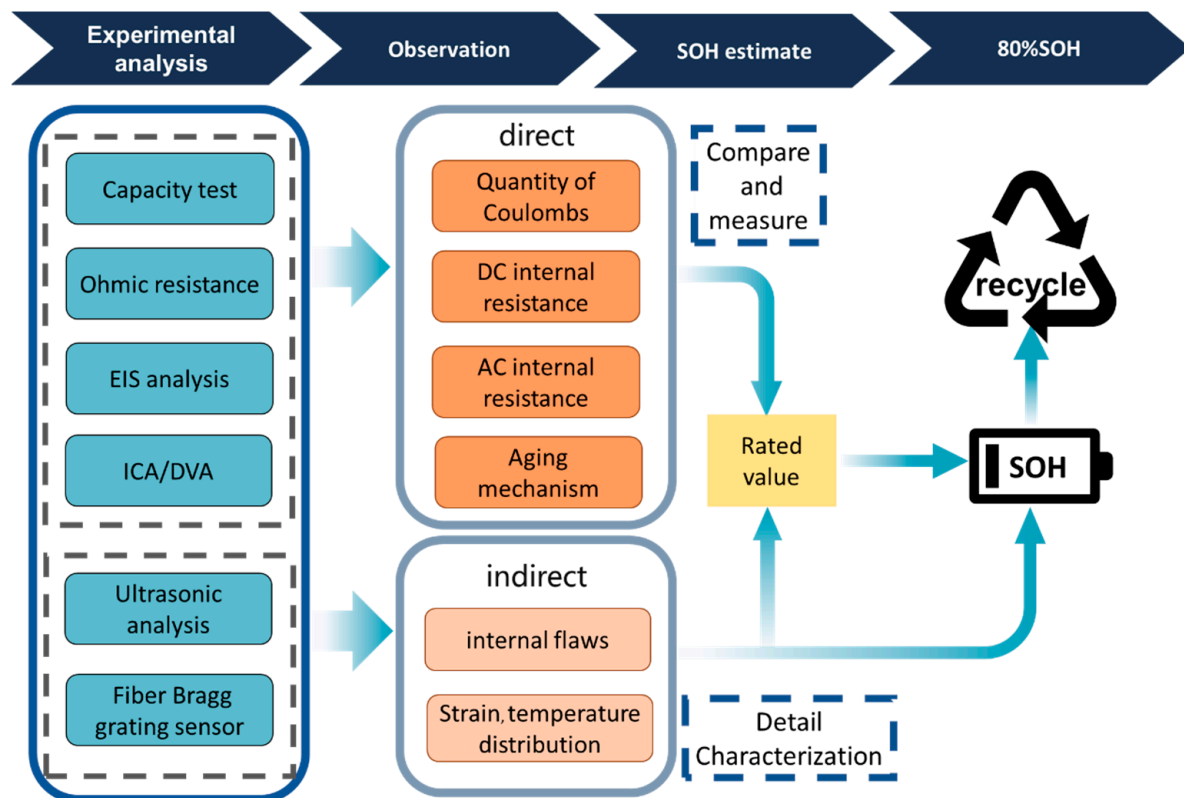 Experimental
analysis
Observation
SOH estimate
80%SOH
Capacity test
Ohmic resistance
EIS analysis
ICA/DVA
Ultrasonic
analysis
Fiber Bragg
grating sensor
direct
Quantity of
Coulombs
DC internal
resistance
AC internal
resistance
Aging
mechanism
indirect
internal flaws
Strain, temperature
distribution
Compare
and
measure
Rated
value
Detail
Characterization
recycle
SOH